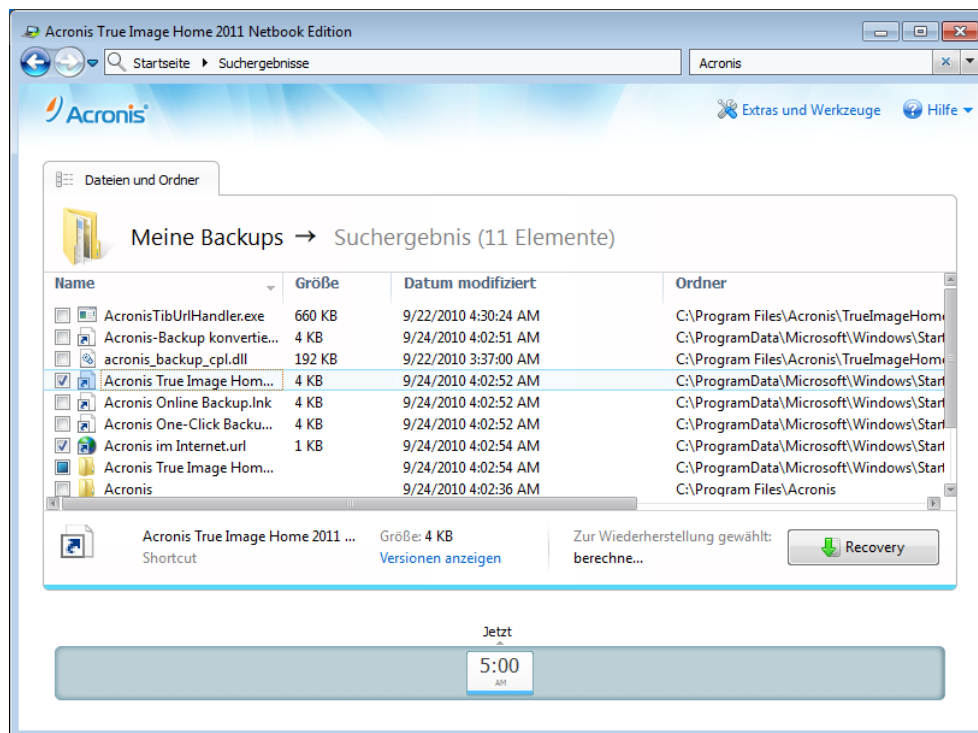 Acronis True Image Home 2011 Netbook Edition
Startseite Suchergebnisse Acronis
Acronis
Extras und Werkzeuge Hilfe
Dateien und Ordner
Meine Backups → Suchergebnis (11 Elemente)
Name Größe Datum modifiziert Ordner
AcronisTibUrlHandler.exe 660 KB 9/22/2010 4:30:24 AM C:\Program Files\Acronis\TrueImageHome
Acronis-Backup konvertie... 4 KB 9/24/2010 4:02:51 AM C:\ProgramData\Microsoft\Windows\Start
acronis_backup_cpl.dll 192 KB 9/22/2010 3:37:00 AM C:\Program Files\Acronis\TrueImageHome
Acronis True Image Hom... 4 KB 9/24/2010 4:02:52 AM C:\ProgramData\Microsoft\Windows\Start
Acronis Online Backup.lnk 4 KB 9/24/2010 4:02:52 AM C:\ProgramData\Microsoft\Windows\Start
Acronis One-Click Backu... 4 KB 9/24/2010 4:02:52 AM C:\ProgramData\Microsoft\Windows\Start
Acronis im Internet.url 1 KB 9/24/2010 4:02:54 AM C:\ProgramData\Microsoft\Windows\Start
Acronis True Image Hom... 9/24/2010 4:02:54 AM C:\ProgramData\Microsoft\Windows\Start
Acronis 9/24/2010 4:02:36 AM C:\Program Files\Acronis
Acronis True Image Home 2011 ... Größe: 4 KB Zur Wiederherstellung gewählt:
Shortcut Versionen anzeigen berechne...
Recovery
Jetzt
5:00
AM